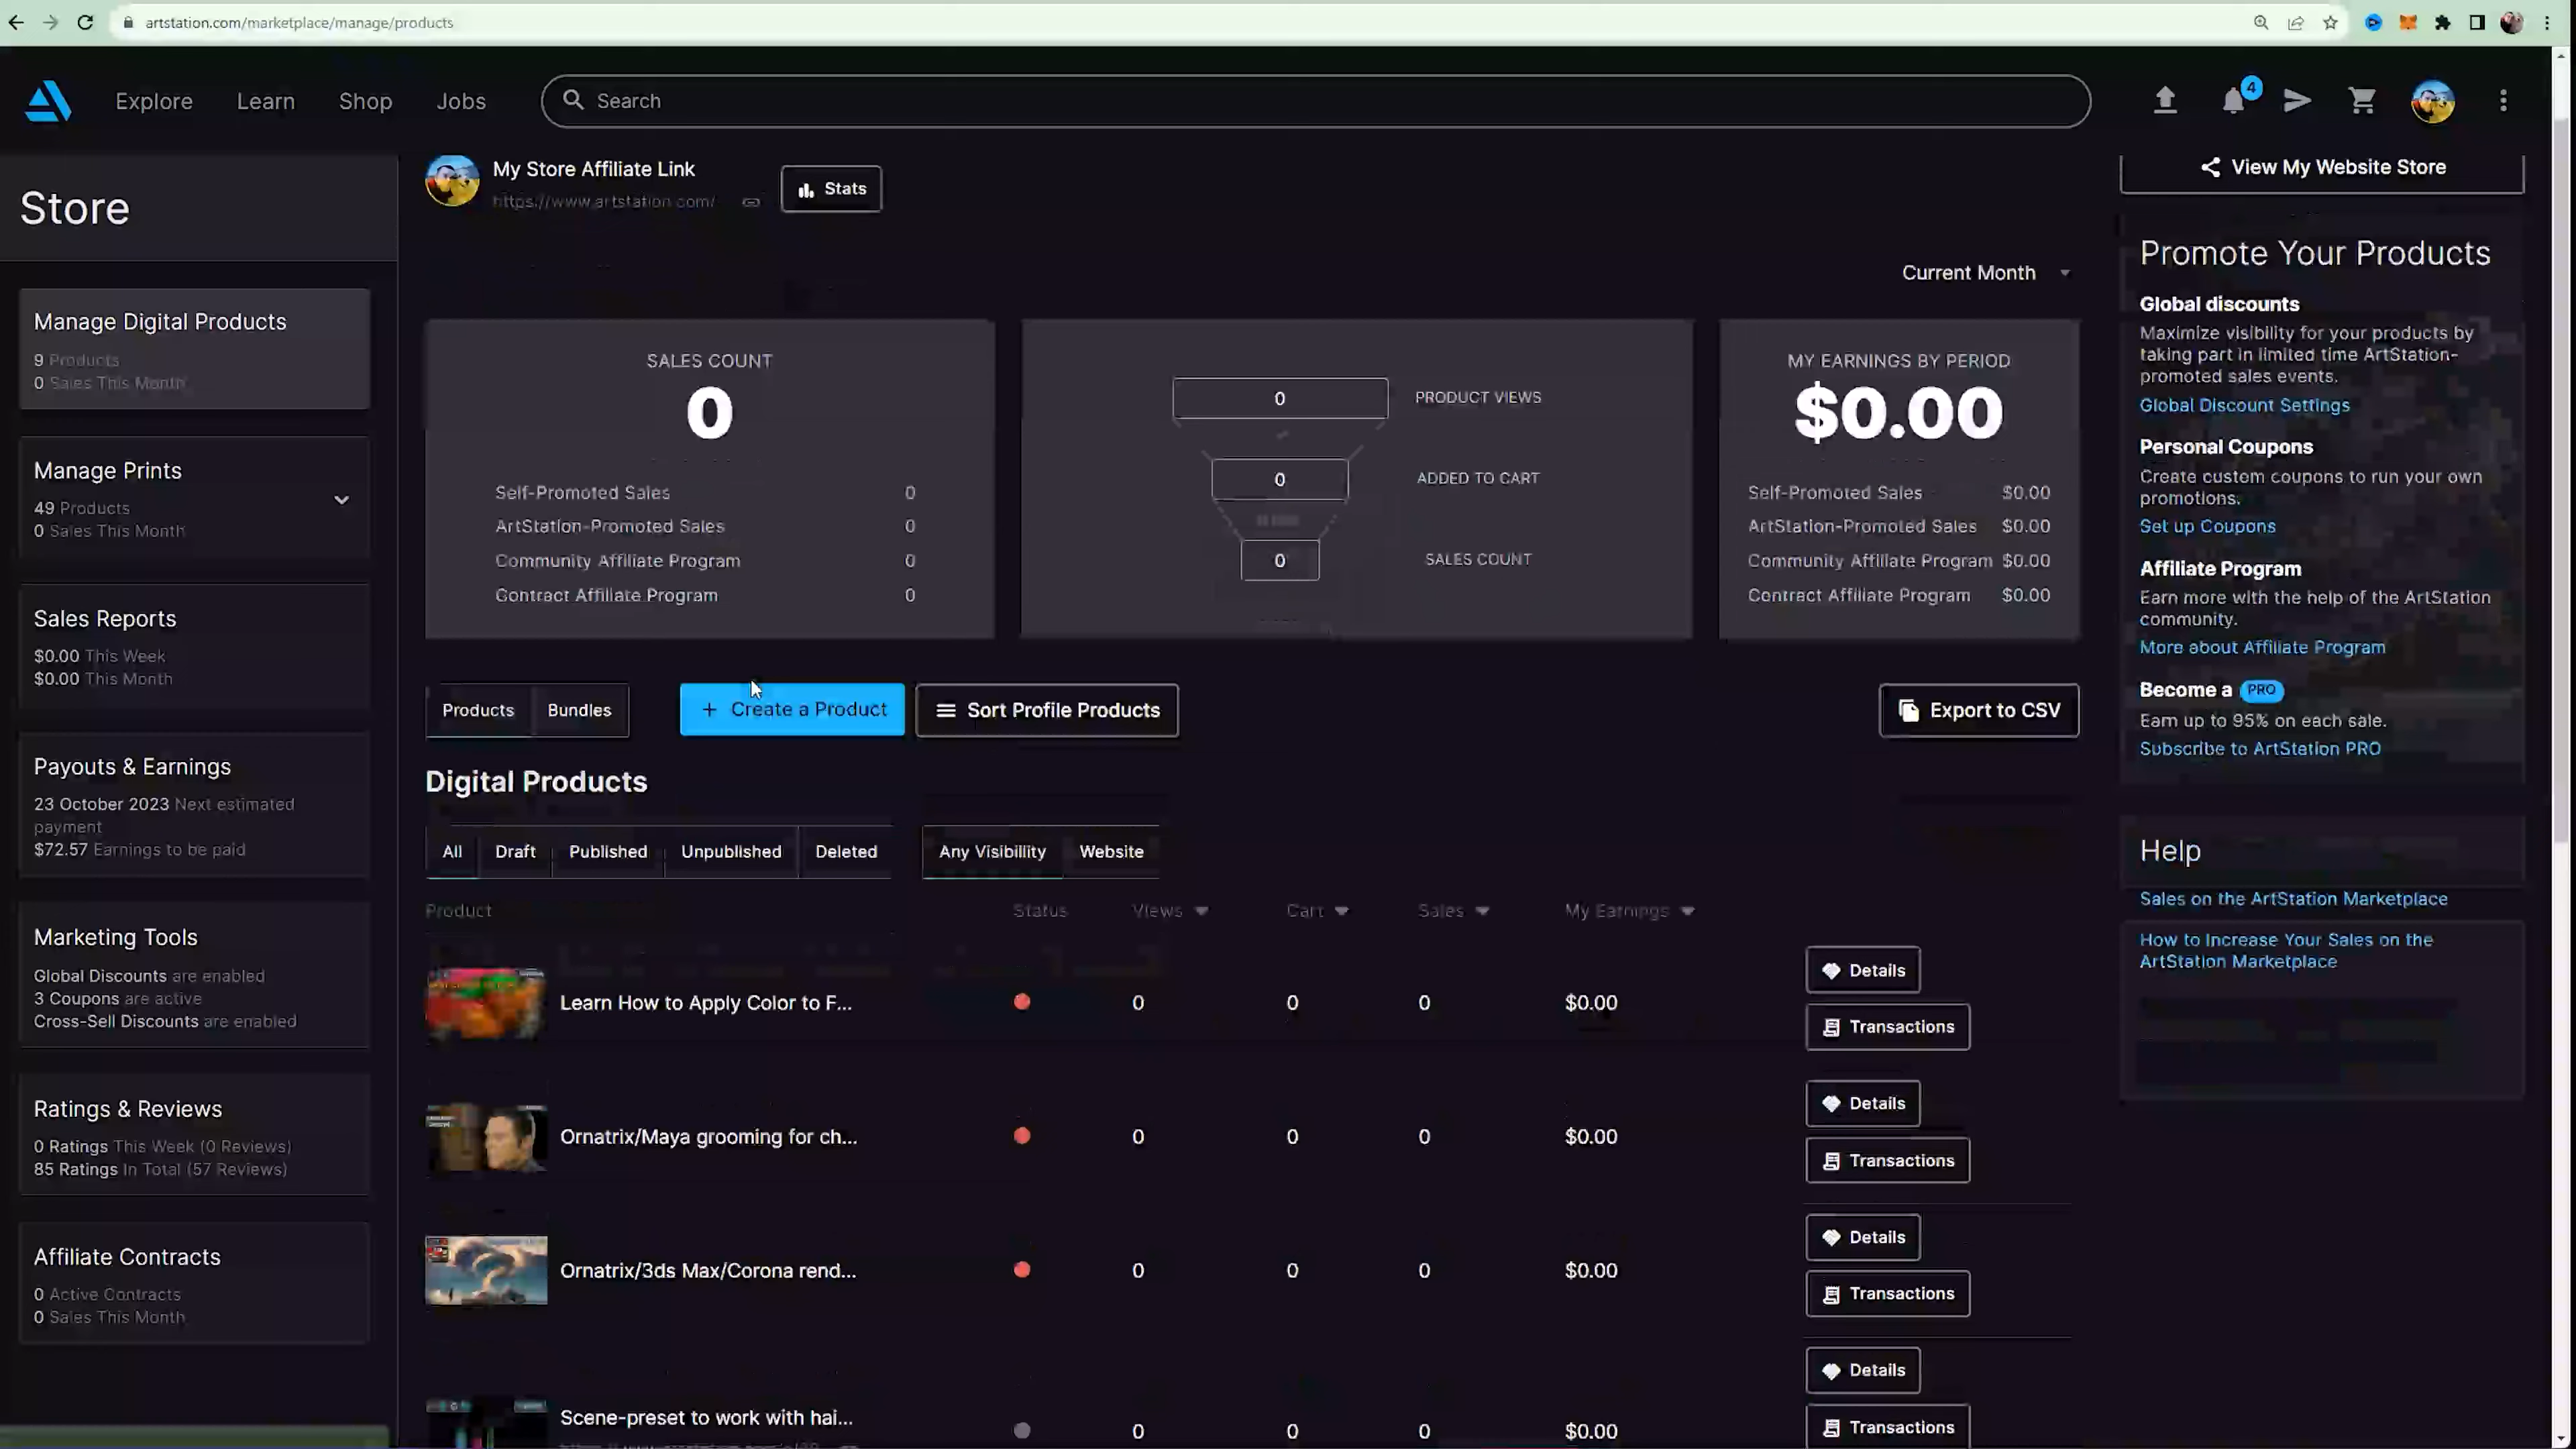 artstation.com/marketplace/manage/products
Explore
Learn
Shop
Jobs
Search
4
Store
Manage Digital Products
9 Products
0 Sales This Month
Manage Prints
49 Products
0 Sales This Month
Sales Reports
$0.00 This Week
$0.00 This Month
Payouts & Earnings
23 October 2023 Next estimated
payment
$72.57 Earnings to be paid
Marketing Tools
Global Discounts are enabled
3 Coupons are active
Cross-Sell Discounts are enabled
Ratings & Reviews
0 Ratings This Week (0 Reviews)
85 Ratings In Total (57 Reviews)
Affiliate Contracts
0 Active Contracts
0 Sales This Month
My Store Affiliate Link
https://www.artstation.com/
Stats
Current Month
SALES COUNT
0
Self-Promoted Sales 0
ArtStation-Promoted Sales 0
Community Affiliate Program 0
Contract Affiliate Program 0
0 PRODUCT VIEWS
0 ADDED TO CART
0 SALES COUNT
MY EARNINGS BY PERIOD
$0.00
Self-Promoted Sales $0.00
ArtStation-Promoted Sales $0.00
Community Affiliate Program $0.00
Contract Affiliate Program $0.00
Products
Bundles
+ Create a Product
Sort Profile Products
Export to CSV
Digital Products
All
Draft
Published
Unpublished
Deleted
Any Visibility
Website
Product
Status
Views
Cart
Sales
My Earnings
Learn How to Apply Color to F... 0 0 0 $0.00
Details
Transactions
Ornatrix/Maya grooming for ch... 0 0 0 $0.00
Details
Transactions
Ornatrix/3ds Max/Corona rend... 0 0 0 $0.00
Details
Transactions
Scene-preset to work with hai... 0 0 0 $0.00
Details
Transactions
View My Website Store
Promote Your Products
Global discounts
Maximize visibility for your products by
taking part in limited time ArtStation-
promoted sales events.
Global Discount Settings
Personal Coupons
Create custom coupons to run your own
promotions.
Set up Coupons
Affiliate Program
Earn more with the help of the ArtStation
community.
More about Affiliate Program
Become a PRO
Earn up to 95% on each sale.
Subscribe to ArtStation PRO
Help
Sales on the ArtStation Marketplace
How to Increase Your Sales on the
ArtStation Marketplace